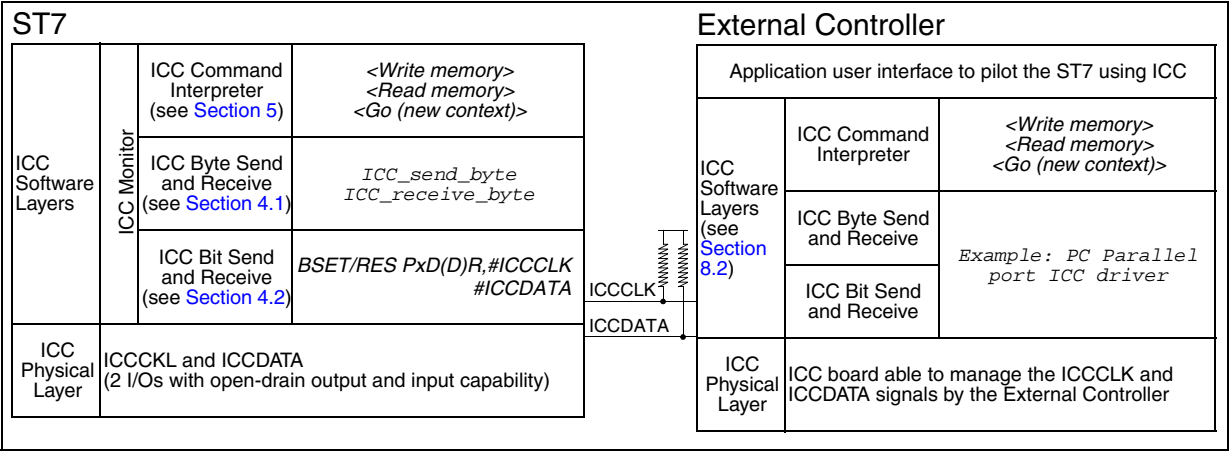 ST7
ICC
Software
Layers
ICC Monitor
ICC Command
Interpreter
(see Section 5)
<Write memory>
<Read memory>
<Go (new context)>
ICC Byte Send
and Receive
(see Section 4.1)
ICC_send_byte
ICC_receive_byte
ICC Bit Send
and Receive
(see Section 4.2)
BSET/RES PxD(D)R,#ICCCLK
#ICCDATA
ICC
Physical
Layer
ICCCKL and ICCDATA
(2 I/Os with open-drain output and input capability)
ICCCLK
ICCDATA
External Controller
Application user interface to pilot the ST7 using ICC
ICC
Software
Layers
(see
Section
8.2)
ICC Command
Interpreter
<Write memory>
<Read memory>
<Go (new context)>
ICC Byte Send
and Receive
ICC Bit Send
and Receive
Example: PC Parallel
port ICC driver
ICC
Physical
Layer
ICC board able to manage the ICCCLK and
ICCDATA signals by the External Controller